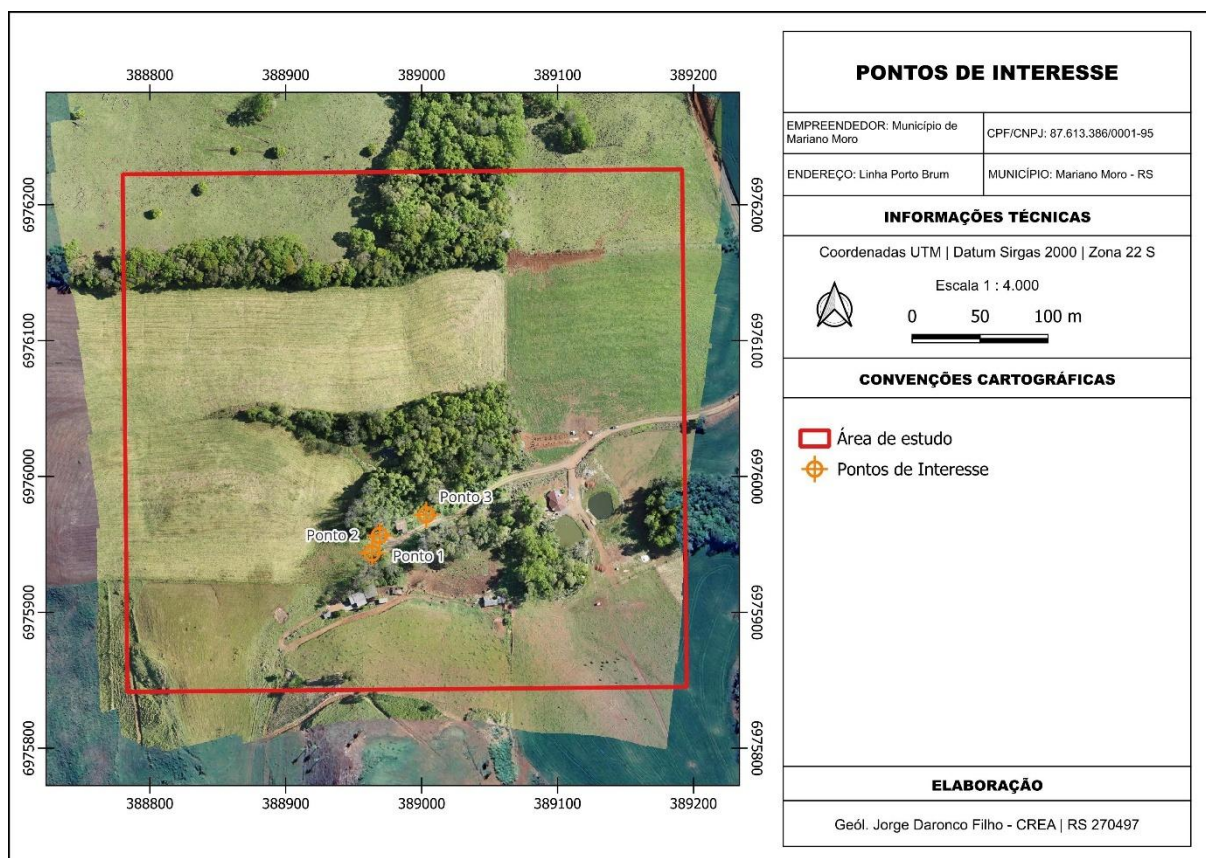 388800 388900 389000 389100 389200
6976200 6976200
6976100 6976100
6976000 6976000
6975900 6975900
6975800 6975800
388800 388900 389000 389100 389200
Ponto 3
Ponto 2
Ponto 1
PONTOS DE INTERESSE
EMPREENDEDOR: Município de
Mariano Moro
CPF/CNPJ: 87.613.386/0001-95
ENDEREÇO: Linha Porto Brum
MUNICÍPIO: Mariano Moro - RS
INFORMAÇÕES TÉCNICAS
Coordenadas UTM | Datum Sirgas 2000 | Zona 22 S
Escala 1 : 4.000
0 50 100 m
CONVENÇÕES CARTOGRÁFICAS
Área de estudo
Pontos de Interesse
ELABORAÇÃO
Geól. Jorge Daronco Filho - CREA | RS 270497